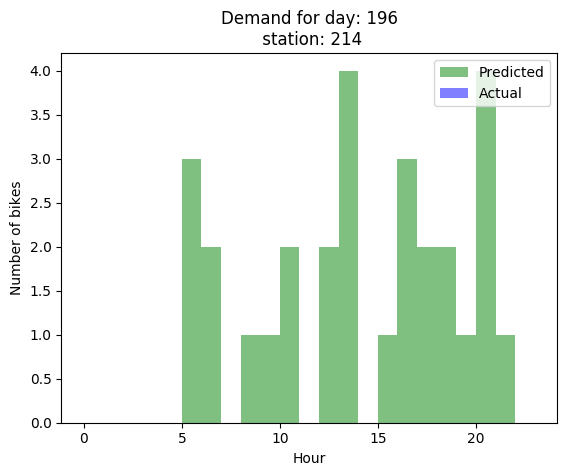 Demand for day: 196
station: 214
Predicted
Actual
4.0
3.5
3.0
2.5
2.0
1.5
1.0
0.5
0.0
Number of bikes
0 5 10 15 20
Hour